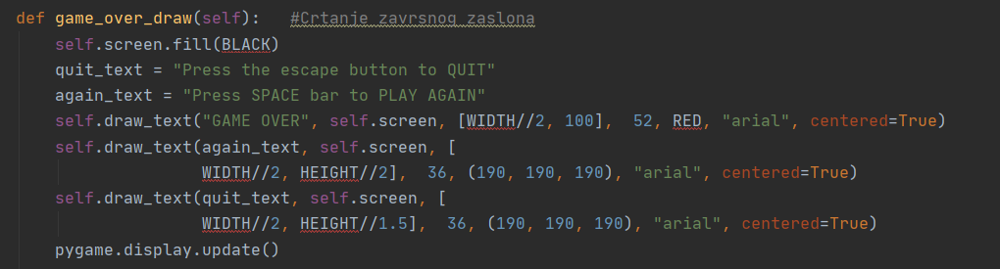 def game_over_draw(self):   #Crtanje zavrsnog zaslona
    self.screen.fill(BLACK)
    quit_text = "Press the escape button to QUIT"
    again_text = "Press SPACE bar to PLAY AGAIN"
    self.draw_text("GAME OVER", self.screen, [WIDTH//2, 100],  52, RED, "arial", centered=True)
    self.draw_text(again_text, self.screen, [
                   WIDTH//2, HEIGHT//2],  36, (190, 190, 190), "arial", centered=True)
    self.draw_text(quit_text, self.screen, [
                   WIDTH//2, HEIGHT//1.5],  36, (190, 190, 190), "arial", centered=True)
    pygame.display.update()